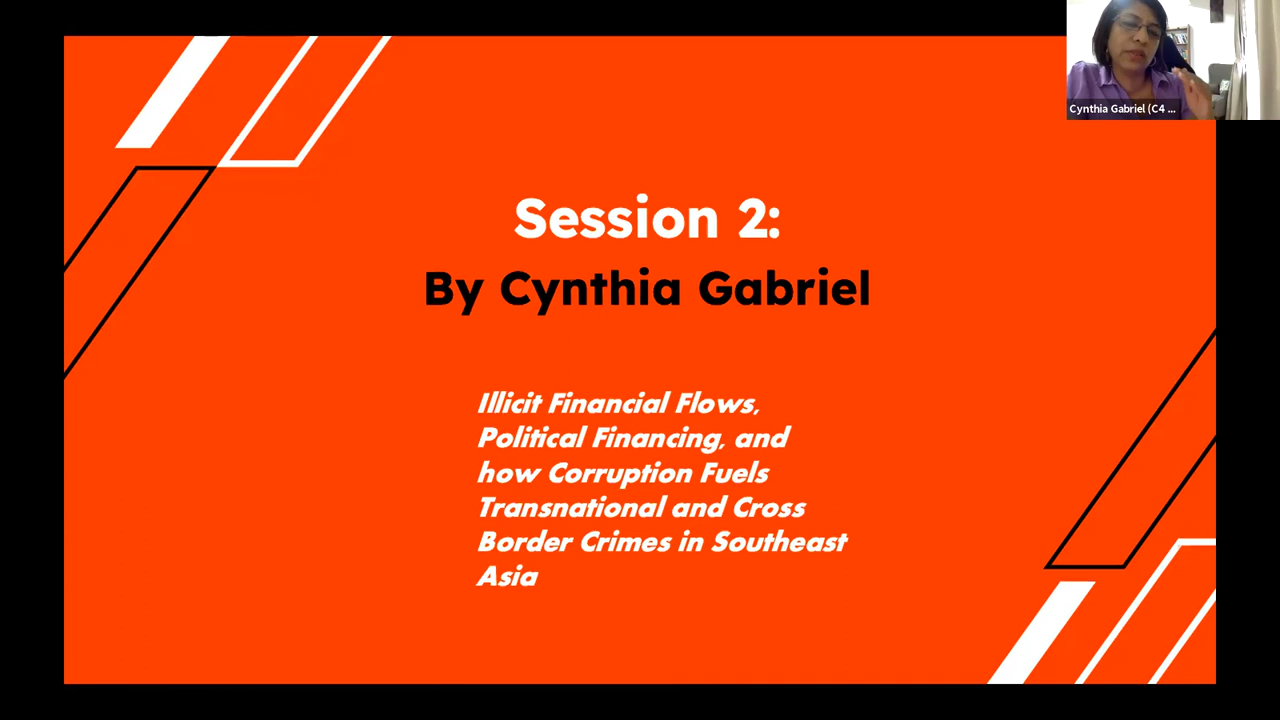 Cynthia Gabriel (C4 ...
Session 2:
By Cynthia Gabriel
Illicit Financial Flows,
Political Financing, and
how Corruption Fuels
Transnational and Cross
Border Crimes in Southeast
Asia